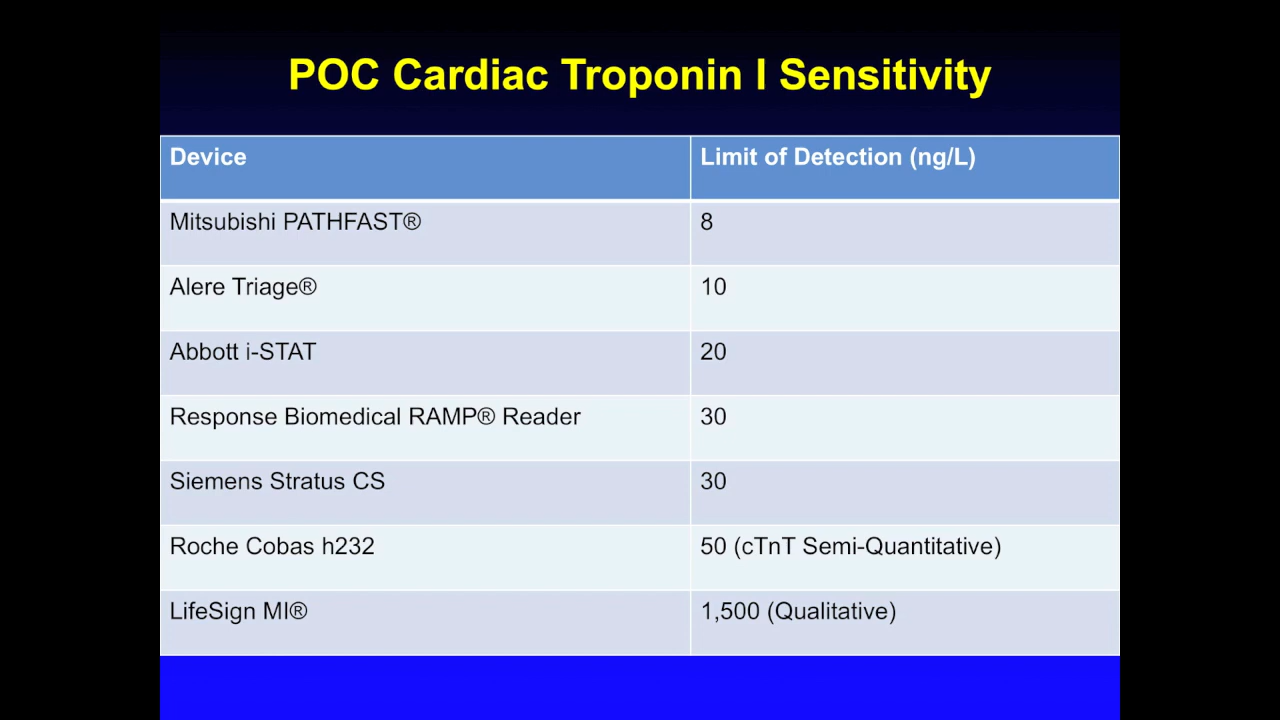 POC Cardiac Troponin I Sensitivity
Device Limit of Detection (ng/L)
Mitsubishi PATHFAST® 8
Alere Triage® 10
Abbott i-STAT 20
Response Biomedical RAMP® Reader 30
Siemens Stratus CS 30
Roche Cobas h232 50 (cTnT Semi-Quantitative)
LifeSign MI® 1,500 (Qualitative)